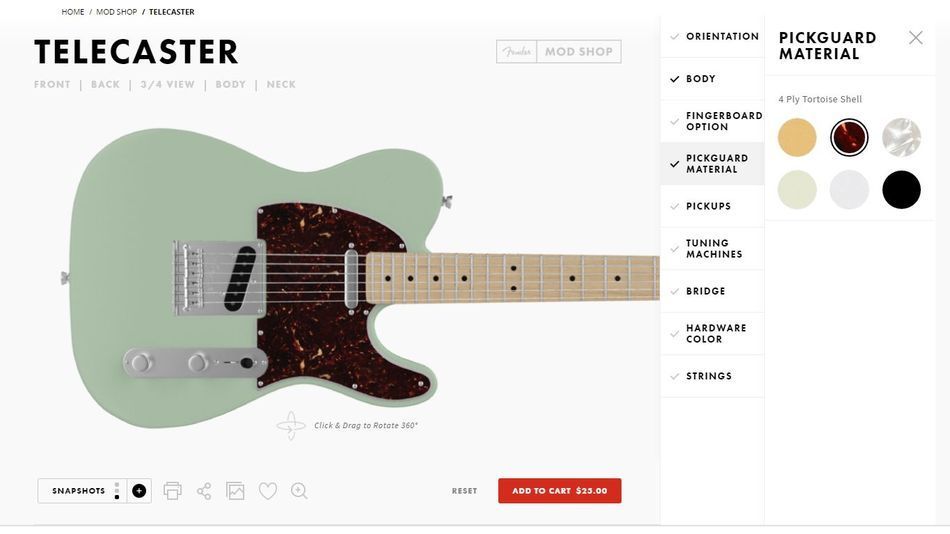 HOME / MOD SHOP / TELECASTER
TELECASTER
Fender MOD SHOP
FRONT | BACK | 3/4 VIEW | BODY | NECK
ORIENTATION
BODY
FINGERBOARD
OPTION
PICKGUARD
MATERIAL
PICKUPS
TUNING
MACHINES
BRIDGE
HARDWARE
COLOR
STRINGS
PICKGUARD
MATERIAL
4 Ply Tortoise Shell
Click & Drag to Rotate 360°
SNAPSHOTS
RESET
ADD TO CART $25.00